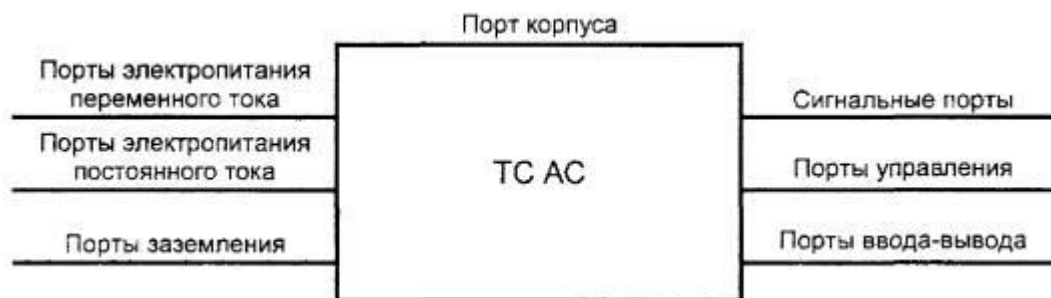 Порт корпуса
Порты электропитания
переменного тока
Порты электропитания
постоянного тока
Порты заземления
ТС АС
Сигнальные порты
Порты управления
Порты ввода-вывода